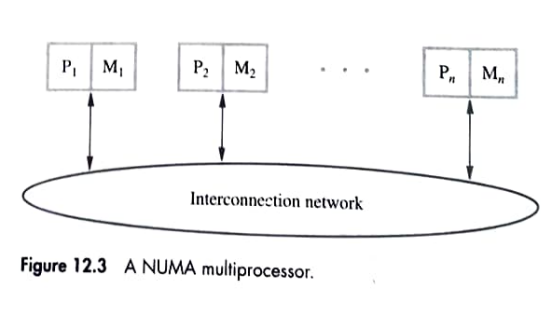 P₁ M₁ P₂ M₂ . . . Pₙ Mₙ
Interconnection network
Figure 12.3 A NUMA multiprocessor.